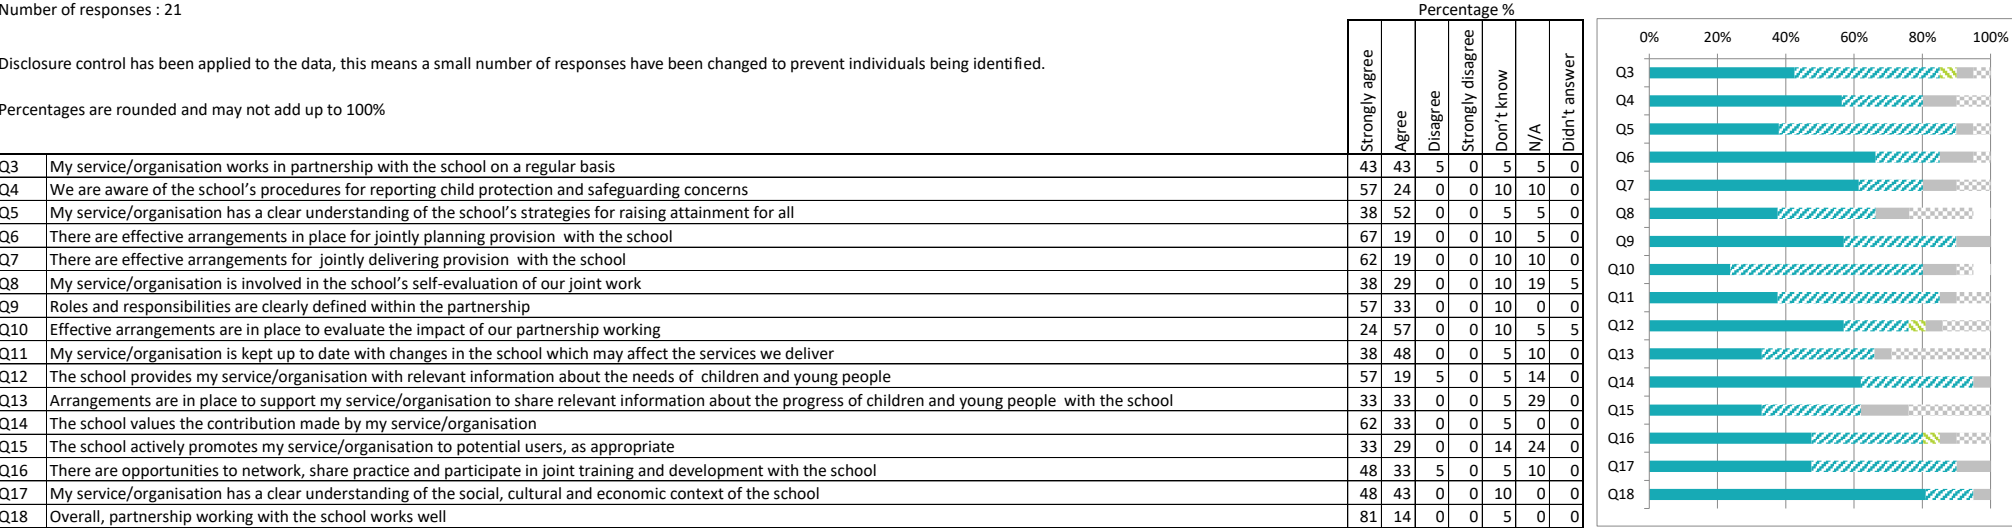 Number of responses : 21
Percentage %
Disclosure control has been applied to the data, this means a small number of responses have been changed to prevent individuals being identified.
Percentages are rounded and may not add up to 100%
Strongly agree Agree Disagree Strongly disagree Don't know N/A Didn't answer
Q3 My service/organisation works in partnership with the school on a regular basis 43 43 5 0 5 5 0
Q4 We are aware of the school's procedures for reporting child protection and safeguarding concerns 57 24 0 0 10 10 0
Q5 My service/organisation has a clear understanding of the school's strategies for raising attainment for all 38 52 0 0 5 5 0
Q6 There are effective arrangements in place for jointly planning provision with the school 67 19 0 0 10 5 0
Q7 There are effective arrangements for jointly delivering provision with the school 62 19 0 0 10 10 0
Q8 My service/organisation is involved in the school's self-evaluation of our joint work 38 29 0 0 10 19 5
Q9 Roles and responsibilities are clearly defined within the partnership 57 33 0 0 10 0 0
Q10 Effective arrangements are in place to evaluate the impact of our partnership working 24 57 0 0 10 5 5
Q11 My service/organisation is kept up to date with changes in the school which may affect the services we deliver 38 48 0 0 5 10 0
Q12 The school provides my service/organisation with relevant information about the needs of children and young people 57 19 5 0 5 14 0
Q13 Arrangements are in place to support my service/organisation to share relevant information about the progress of children and young people with the school 33 33 0 0 5 29 0
Q14 The school values the contribution made by my service/organisation 62 33 0 0 5 0 0
Q15 The school actively promotes my service/organisation to potential users, as appropriate 33 29 0 0 14 24 0
Q16 There are opportunities to network, share practice and participate in joint training and development with the school 48 33 5 0 5 10 0
Q17 My service/organisation has a clear understanding of the social, cultural and economic context of the school 48 43 0 0 10 0 0
Q18 Overall, partnership working with the school works well 81 14 0 0 5 0 0
0% 20% 40% 60% 80% 100%
Q3
Q4
Q5
Q6
Q7
Q8
Q9
Q10
Q11
Q12
Q13
Q14
Q15
Q16
Q17
Q18